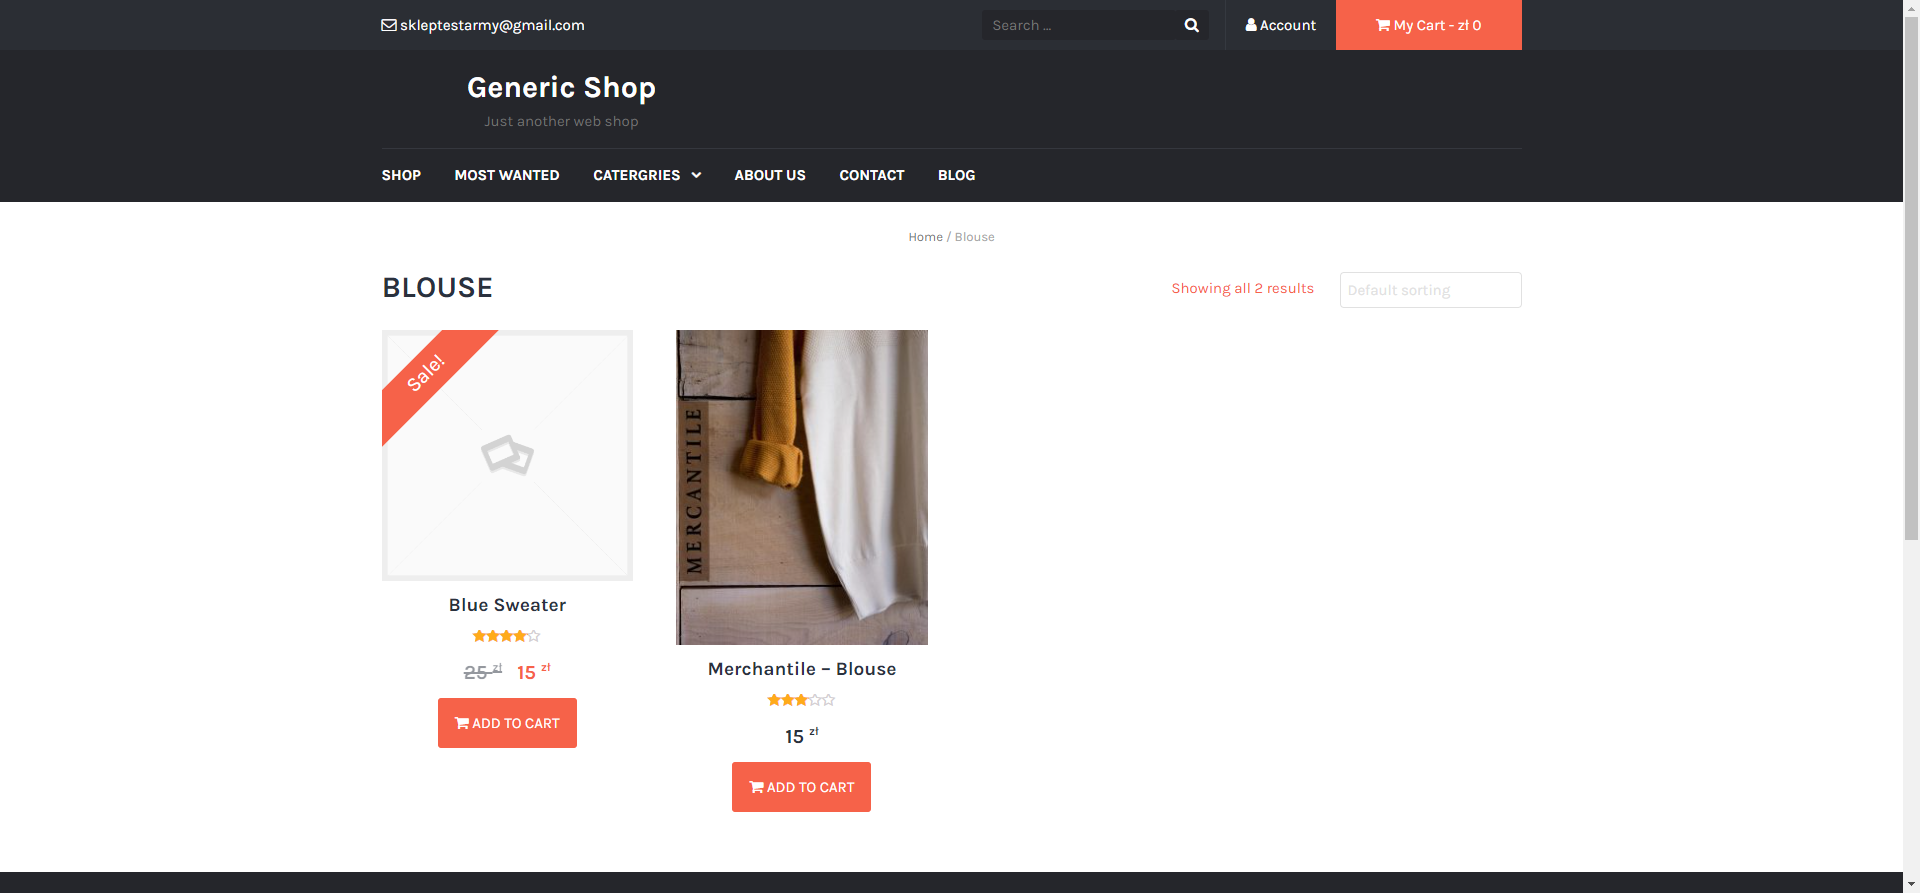 skleptestarmy@gmail.com
Search ...
Account
My Cart - zł 0
Generic Shop
Just another web shop
SHOP
MOST WANTED
CATERGRIES
ABOUT US
CONTACT
BLOG
Home / Blouse
BLOUSE
Showing all 2 results
Default sorting
Sale!
Blue Sweater
25 zł 15 zł
ADD TO CART
MERCANTILE
Merchantile – Blouse
15 zł
ADD TO CART